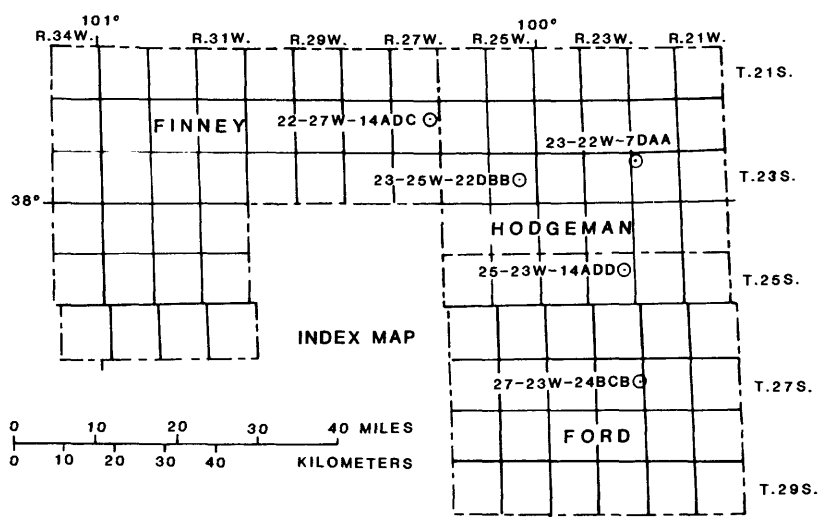 101° 100°
R.34W. R.31W. R.29W. R.27W. R.25W. R.23W. R.21W.
T.21S.
FINNEY 22-27W-14ADC
23-22W-7DAA
23-25W-22DBB T.23S.
38°
HODGEMAN
25-23W-14ADD T.25S.
INDEX MAP
27-23W-24BCB T.27S.
0 10 20 30 40 MILES
FORD
0 10 20 30 40 KILOMETERS
T.29S.